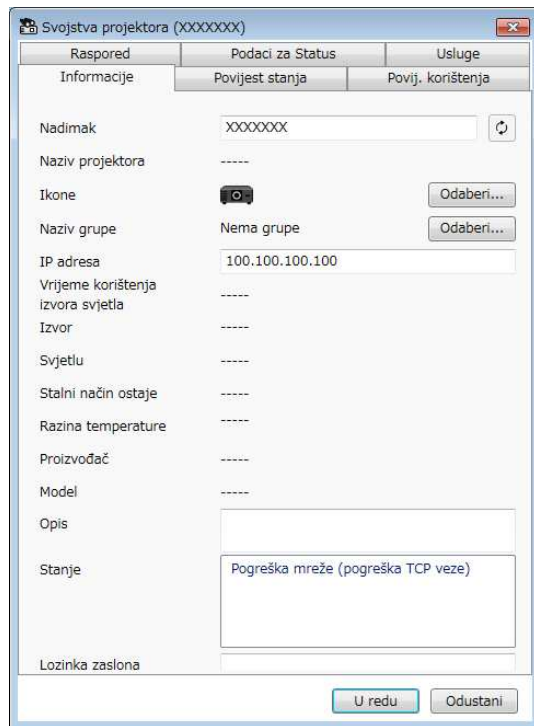 Svojstva projektora (XXXXXXX)
Raspored Podaci za Status Usluge
Informacije Povijest stanja Povij. korištenja
Nadimak XXXXXXX
Naziv projektora -----
Ikone Odaberi...
Naziv grupe Nema grupe Odaberi...
IP adresa 100.100.100.100
Vrijeme korištenja
izvora svjetla -----
Izvor -----
Svjetlu -----
Stalni način ostaje -----
Razina temperature -----
Proizvođač -----
Model -----
Opis
Stanje Pogreška mreže (pogreška TCP veze)
Lozinka zaslona
U redu Odustani